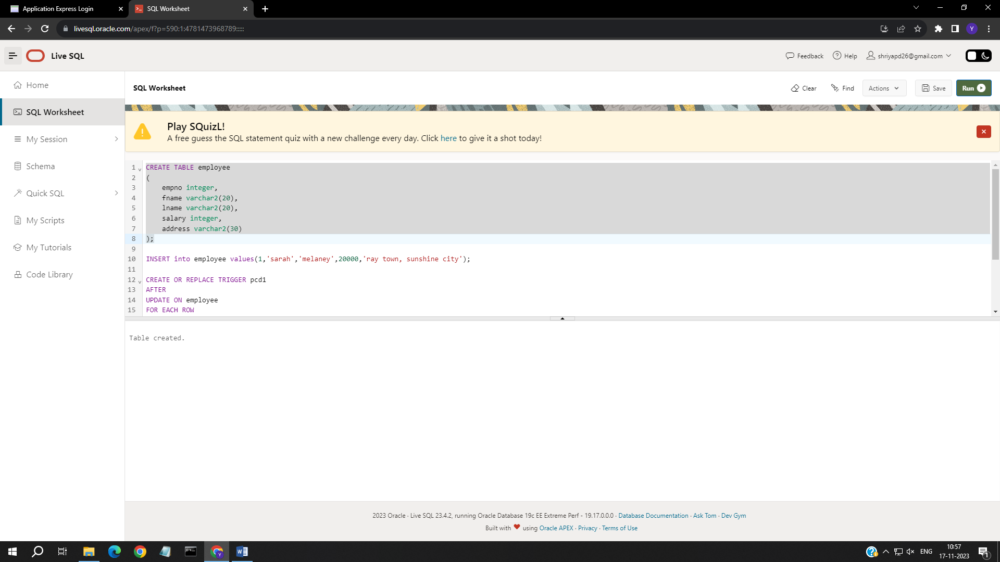 Application Express Login
SQL Worksheet
livesql.oracle.com/apex/f?p=590:1:4781473968789:::::
Y
Live SQL
Feedback
Help
shriyapd26@gmail.com
Home
SQL Worksheet
My Session
Schema
Quick SQL
My Scripts
My Tutorials
Code Library
SQL Worksheet
Clear
Find
Actions
Save
Run
Play SQuizL!
A free guess the SQL statement quiz with a new challenge every day. Click here to give it a shot today!
1 CREATE TABLE employee
2 (
3 empno integer,
4 fname varchar2(20),
5 lname varchar2(20),
6 salary integer,
7 address varchar2(30)
8 );
9
10 INSERT into employee values(1,'sarah','melaney',20000,'ray town, sunshine city');
11
12 CREATE OR REPLACE TRIGGER pcd1
13 AFTER
14 UPDATE ON employee
15 FOR EACH ROW
Table created.
2023 Oracle · Live SQL 23.4.2, running Oracle Database 19c EE Extreme Perf - 19.17.0.0.0 · Database Documentation · Ask Tom · Dev Gym
Built with ❤ using Oracle APEX · Privacy · Terms of Use
ENG
10:57
17-11-2023
1